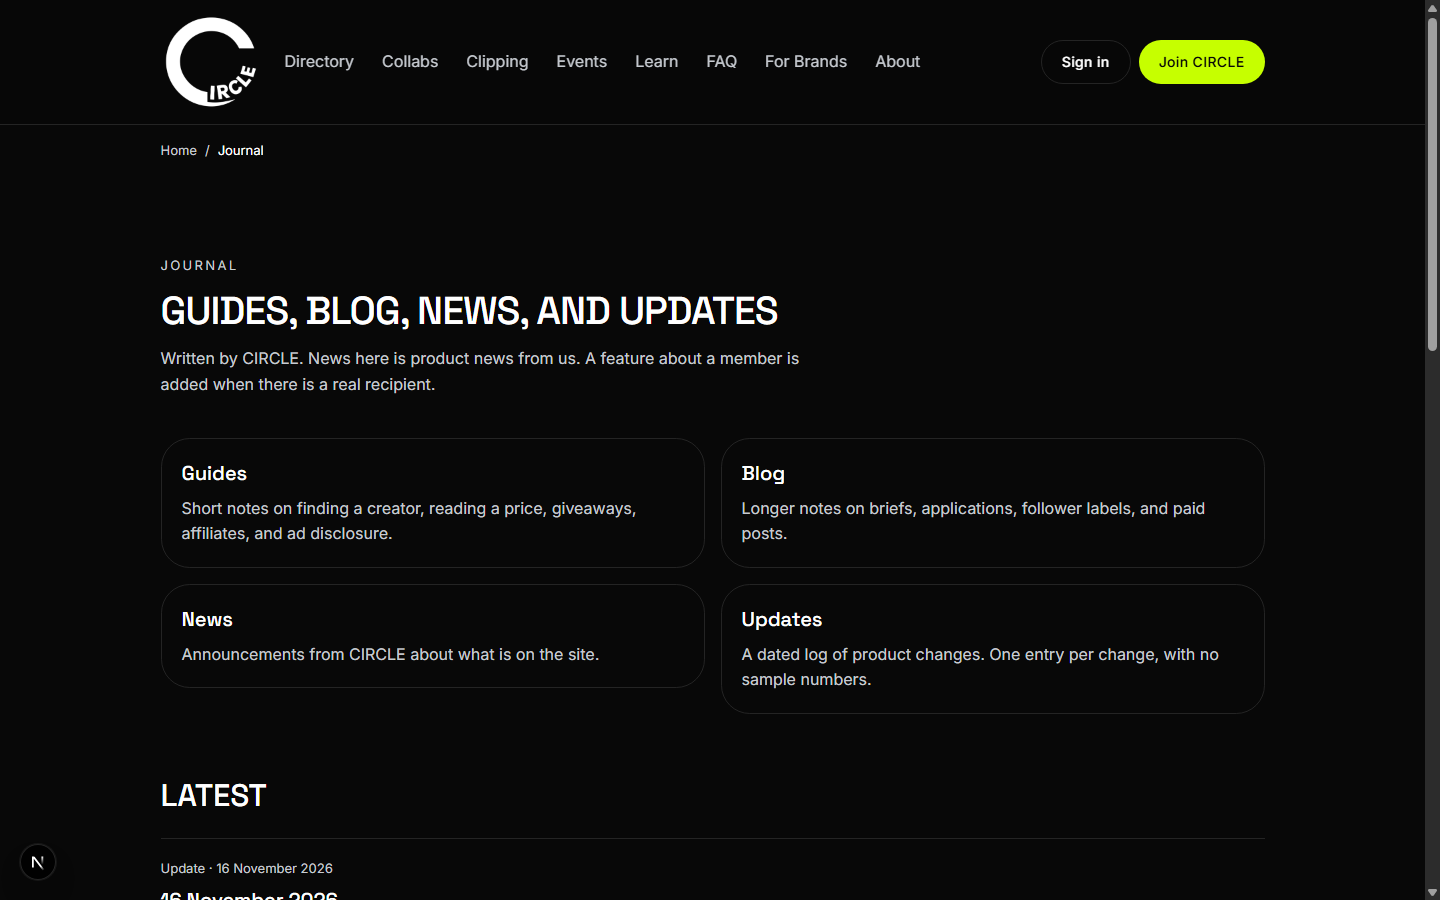 CIRCLE
Directory
Collabs
Clipping
Events
Learn
FAQ
For Brands
About
Sign in
Join CIRCLE
Home / Journal
JOURNAL
GUIDES, BLOG, NEWS, AND UPDATES
Written by CIRCLE. News here is product news from us. A feature about a member is
added when there is a real recipient.
Guides
Short notes on finding a creator, reading a price, giveaways,
affiliates, and ad disclosure.
Blog
Longer notes on briefs, applications, follower labels, and paid
posts.
News
Announcements from CIRCLE about what is on the site.
Updates
A dated log of product changes. One entry per change, with no
sample numbers.
LATEST
Update · 16 November 2026
16 November 2026
N